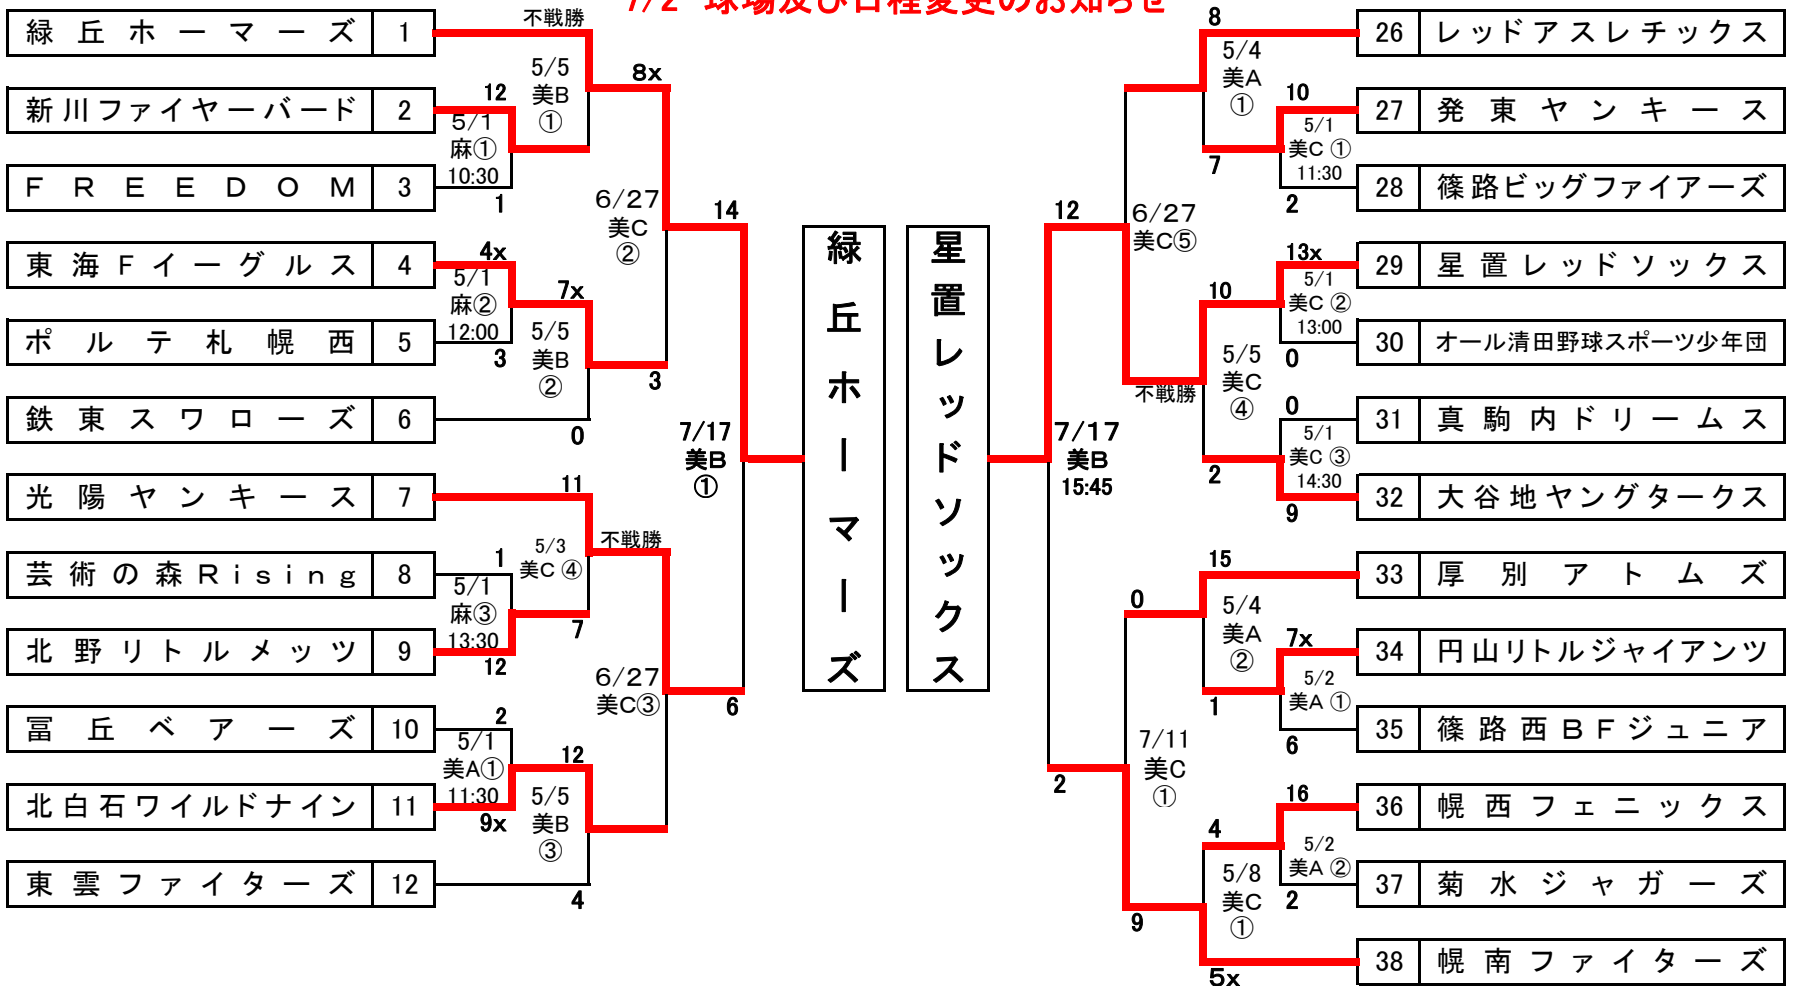 7/2 球場及び日程変更のお知らせ
緑丘ホーマーズ 1
新川ファイヤーバード 2
FREEDOM 3
東海Fイーグルス 4
ポルテ札幌西 5
鉄東スワローズ 6
光陽ヤンキース 7
芸術の森Rising 8
北野リトルメッツ 9
冨丘ベアーズ 10
北白石ワイルドナイン 11
東雲ファイターズ 12
不戦勝
12
5/1
麻①
10:30
1
5/5
美B
①
8x
4x
5/1
麻②
12:00
3
7x
5/5
美B
②
0
6/27
美C
②
3
14
11
5/3
美C ④
1
5/1
麻③
13:30
12
7
不戦勝
2
5/1
美A①
11:30
9x
12
5/5
美B
③
4
6/27
美C③
6
7/17
美B
①
緑丘ホーマーズ
星置レッドソックス
7/17
美B
15:45
12
2
6/27
美C⑤
8
5/4
美A
①
7
10
5/1
美C ①
11:30
2
13x
5/1
美C ②
13:00
0
10
5/5
美C
④
2
不戦勝
0
5/1
美C ③
14:30
9
15
5/4
美A
②
1
0
7x
5/2
美A ①
6
7/11
美C
①
9
16
5/2
美A ②
2
4
5/8
美C
①
5x
26 レッドアスレチックス
27 発東ヤンキース
28 篠路ビッグファイアーズ
29 星置レッドソックス
30 オール清田野球スポーツ少年団
31 真駒内ドリームス
32 大谷地ヤングタークス
33 厚別アトムズ
34 円山リトルジャイアンツ
35 篠路西BFジュニア
36 幌西フェニックス
37 菊水ジャガーズ
38 幌南ファイターズ